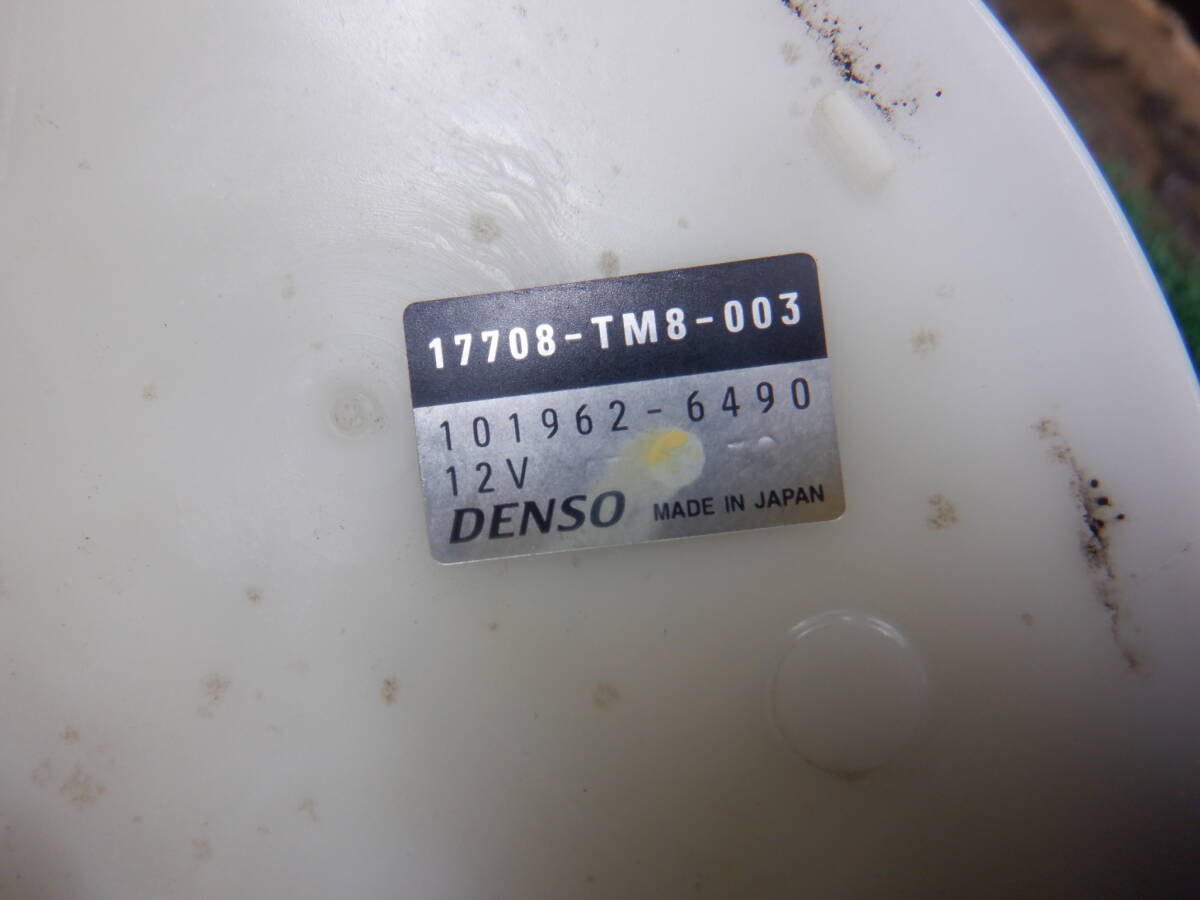 17708-TM8-003
101962-6490
12V
DENSO MADE IN JAPAN